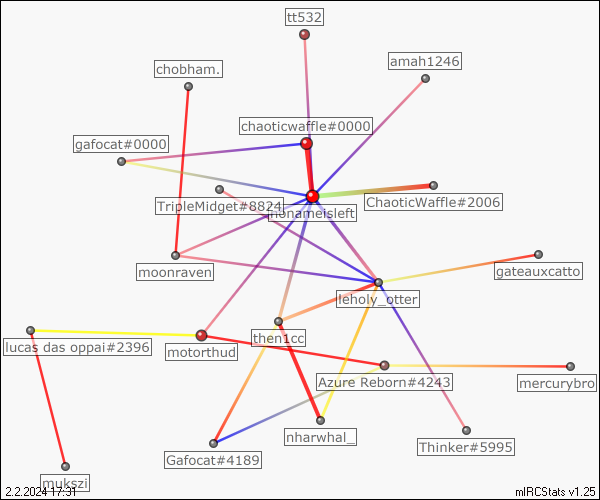 tt532
amah1246
chobham.
chaoticwaffle#0000
gafocat#0000
TripleMidget#8824
nonameisleft
ChaoticWaffle#2006
moonraven
gateauxcatto
leholy_otter
then1cc
lucas das oppai#2396
motorthud
Azure Reborn#4243
mercurybro
nharwhal_
Thinker#5995
Gafocat#4189
mukszi
2.2.2024 17:31
mIRCStats v1.25